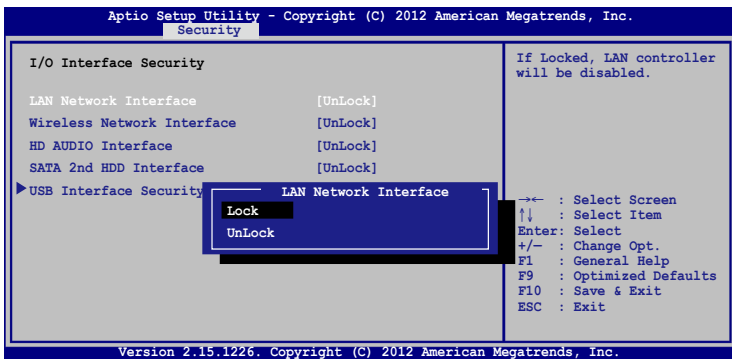 Aptio Setup Utility - Copyright (C) 2012 American Megatrends, Inc.
Security
I/O Interface Security
LAN Network Interface [UnLock]
Wireless Network Interface [UnLock]
HD AUDIO Interface [UnLock]
SATA 2nd HDD Interface [UnLock]
USB Interface Security
LAN Network Interface
Lock
UnLock
If Locked, LAN controller
will be disabled.
→← : Select Screen
↑↓ : Select Item
Enter: Select
+/— : Change Opt.
F1 : General Help
F9 : Optimized Defaults
F10 : Save & Exit
ESC : Exit
Version 2.15.1226. Copyright (C) 2012 American Megatrends, Inc.